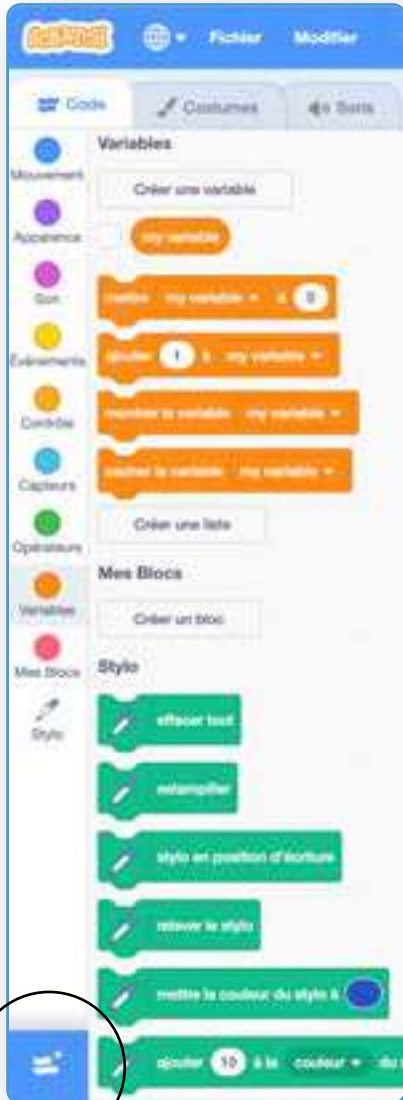 SCRATCH Fichier Modifier
Code Costumes Sons
Mouvement
Apparence
Son
Événements
Contrôle
Capteurs
Opérateurs
Variables
Mes Blocs
Stylo
Variables
Créer une variable
my variable
mettre my variable à 0
ajouter 1 à my variable
montrer la variable my variable
cacher la variable my variable
Créer une liste
Mes Blocs
Créer un bloc
Stylo
effacer tout
estampiller
stylo en position d'écriture
relever le stylo
mettre la couleur du stylo à
ajouter 10 à la couleur du